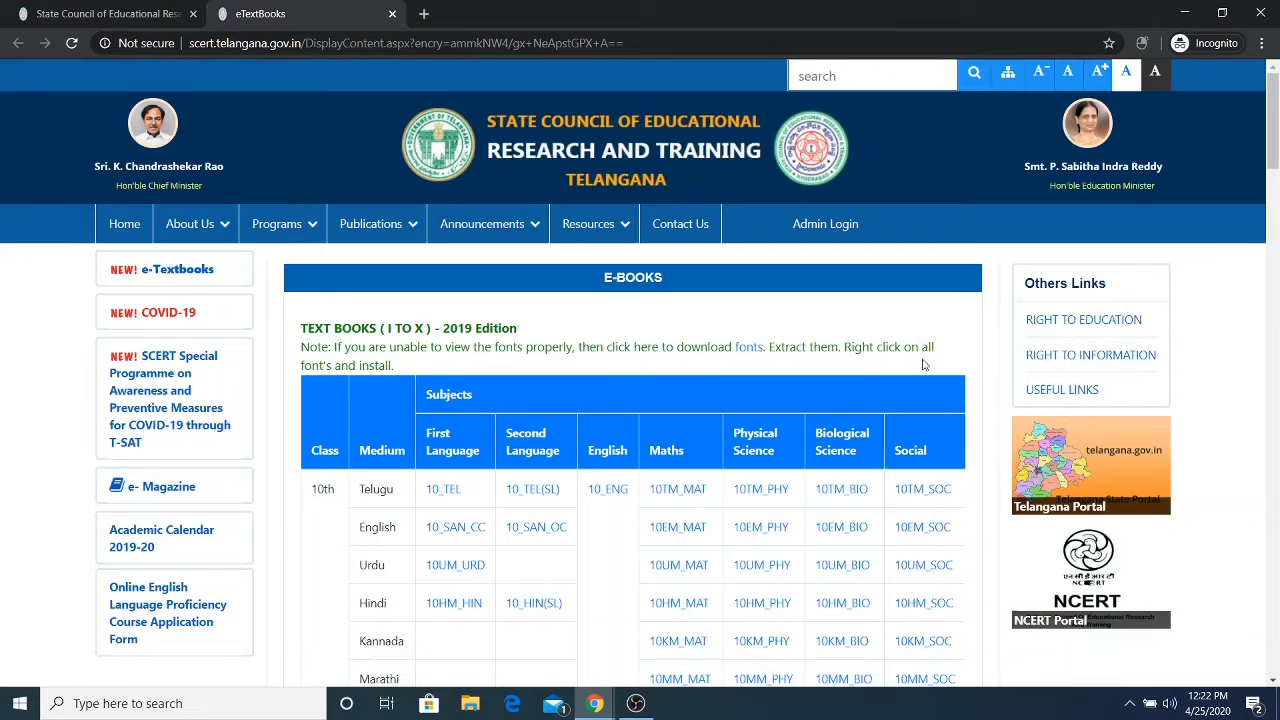 State Council of Educational Res
eTextBooks
Not secure
scert.telangana.gov.in/DisplayContent.aspx?encry=ammkNW4/gx+NeApstGPX+A==
Incognito
search
A-
A
A+
A
A
STATE COUNCIL OF EDUCATIONAL
RESEARCH AND TRAINING
TELANGANA
Sri. K. Chandrashekar Rao
Hon'ble Chief Minister
Smt. P. Sabitha Indra Reddy
Hon'ble Education Minister
Home
About Us
Programs
Publications
Announcements
Resources
Contact Us
Admin Login
NEW! e-Textbooks
NEW! COVID-19
NEW! SCERT Special
Programme on
Awareness and
Preventive Measures
for COVID-19 through
T-SAT
e- Magazine
Academic Calendar
2019-20
Online English
Language Proficiency
Course Application
Form
E-BOOKS
TEXT BOOKS ( I TO X ) - 2019 Edition
Note: If you are unable to view the fonts properly, then click here to download fonts. Extract them. Right click on all
font's and install.
Class
Medium
Subjects
First
Language
Second
Language
English
Maths
Physical
Science
Biological
Science
Social
10th Telugu 10_TEL 10_TEL(SL) 10_ENG 10TM_MAT 10TM_PHY 10TM_BIO 10TM_SOC
English 10_SAN_CC 10_SAN_OC 10EM_MAT 10EM_PHY 10EM_BIO 10EM_SOC
Urdu 10UM_URD 10UM_MAT 10UM_PHY 10UM_BIO 10UM_SOC
Hindi 10HM_HIN 10_HIN(SL) 10HM_MAT 10HM_PHY 10HM_BIO 10HM_SOC
Kannada 10KM_MAT 10KM_PHY 10KM_BIO 10KM_SOC
Marathi 10MM_MAT 10MM_PHY 10MM_BIO 10MM_SOC
Others Links
RIGHT TO EDUCATION
RIGHT TO INFORMATION
USEFUL LINKS
telangana.gov.in
Telangana State Portal
Telangana Portal
एन सी ई आर टी
NCERT
NCERT
NCERT Portal
Type here to search
1
12:22 PM
4/25/2020
2